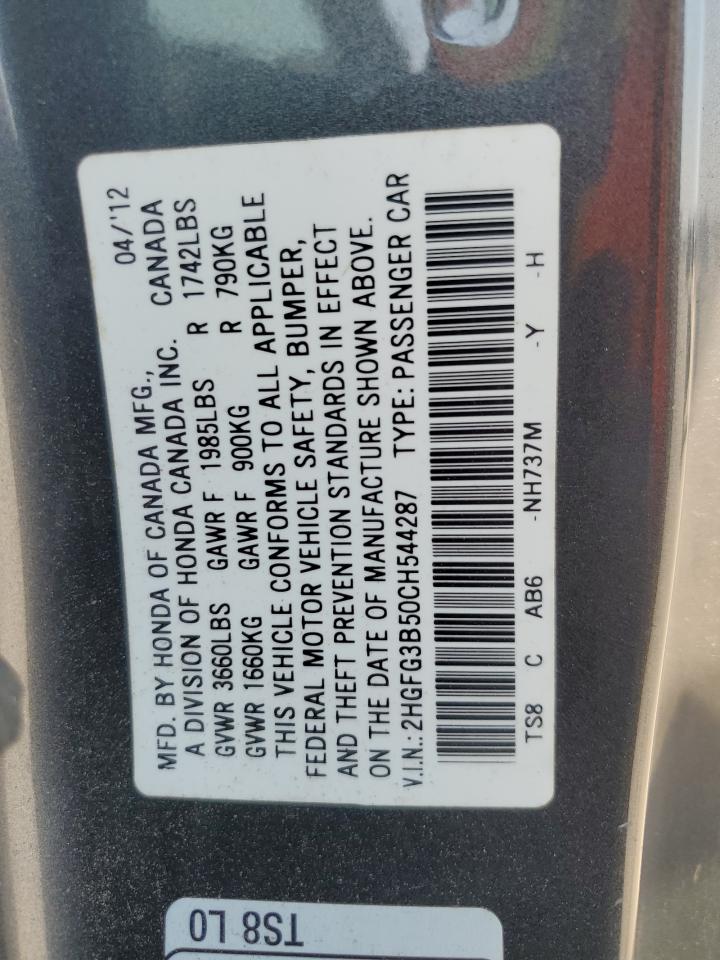 MFD. BY HONDA OF CANADA MFG., 04/'12
A DIVISION OF HONDA CANADA INC. CANADA
GVWR 3660LBS GAWR F 1985LBS R 1742LBS
GVWR 1660KG GAWR F 900KG R 790KG
THIS VEHICLE CONFORMS TO ALL APPLICABLE
FEDERAL MOTOR VEHICLE SAFETY, BUMPER,
AND THEFT PREVENTION STANDARDS IN EFFECT
ON THE DATE OF MANUFACTURE SHOWN ABOVE.
V.I.N.: 2HGFG3B50CH544287 TYPE: PASSENGER CAR
TS8 C AB6 -NH737M -Y -H
TS8 L0